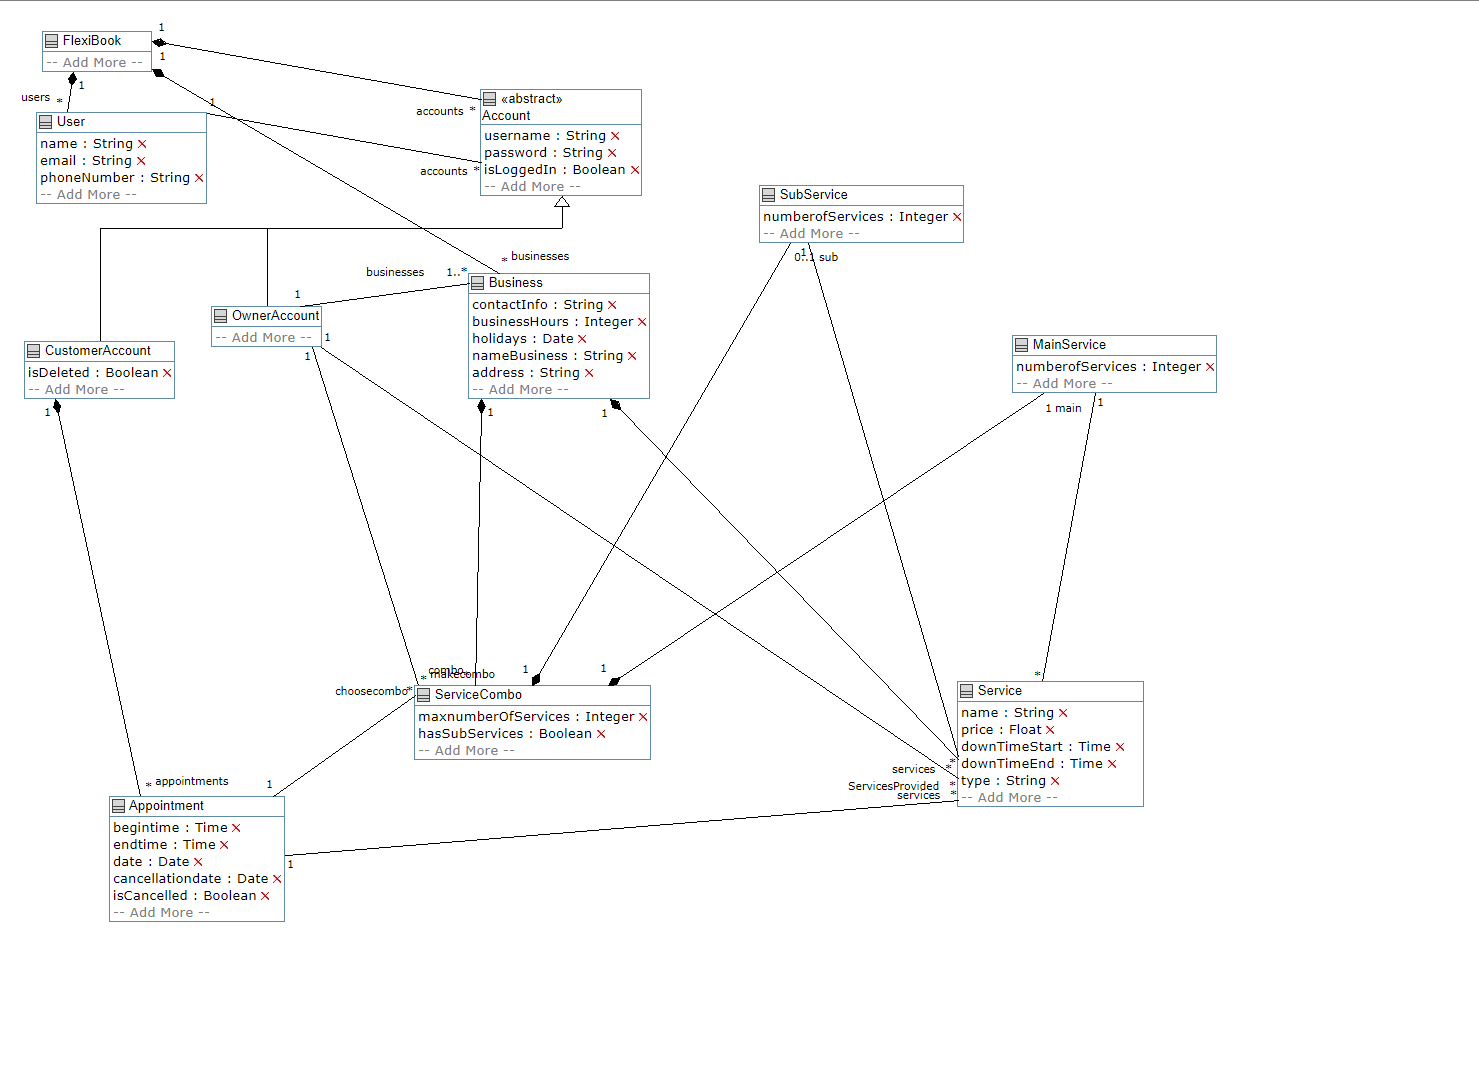 FlexiBook
-- Add More --
1
1
1
users *
User
name : String
email : String
phoneNumber : String
-- Add More --
1
accounts *
accounts *
«abstract»
Account
username : String
password : String
isLoggedIn : Boolean
-- Add More --
SubService
numberofServices : Integer
-- Add More --
1
0..1 sub
* businesses
businesses 1..*
1
Business
contactInfo : String
businessHours : Integer
holidays : Date
nameBusiness : String
address : String
-- Add More --
1
1
OwnerAccount
-- Add More --
1
1
CustomerAccount
isDeleted : Boolean
-- Add More --
1
MainService
numberofServices : Integer
-- Add More --
1 main
1
combo
* makecombo
choosecombo *
1
1
ServiceCombo
maxnumberOfServices : Integer
hasSubServices : Boolean
-- Add More --
*
Service
name : String
price : Float
downTimeStart : Time
downTimeEnd : Time
type : String
-- Add More --
*
services *
ServicesProvided *
services *
* appointments
1
Appointment
begintime : Time
endtime : Time
date : Date
cancellationdate : Date
isCancelled : Boolean
-- Add More --
1